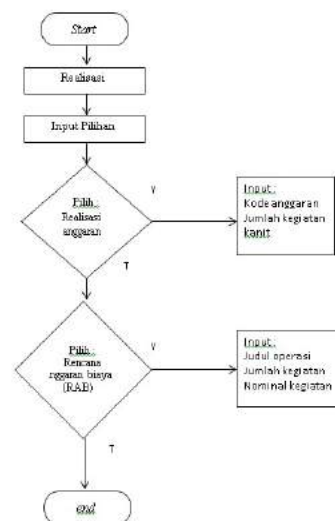 Start
Realisasi
Input Pilihan
Pilih :
Realisasi
anggaran
Y
Input :
Kode anggaran
Jumlah kegiatan
kanit
T
Pilih :
Rencana
nggaran biaya
(RAB)
Y
Input :
Judul operasi
Jumlah kegiatan
Nominal kegiatan
T
end